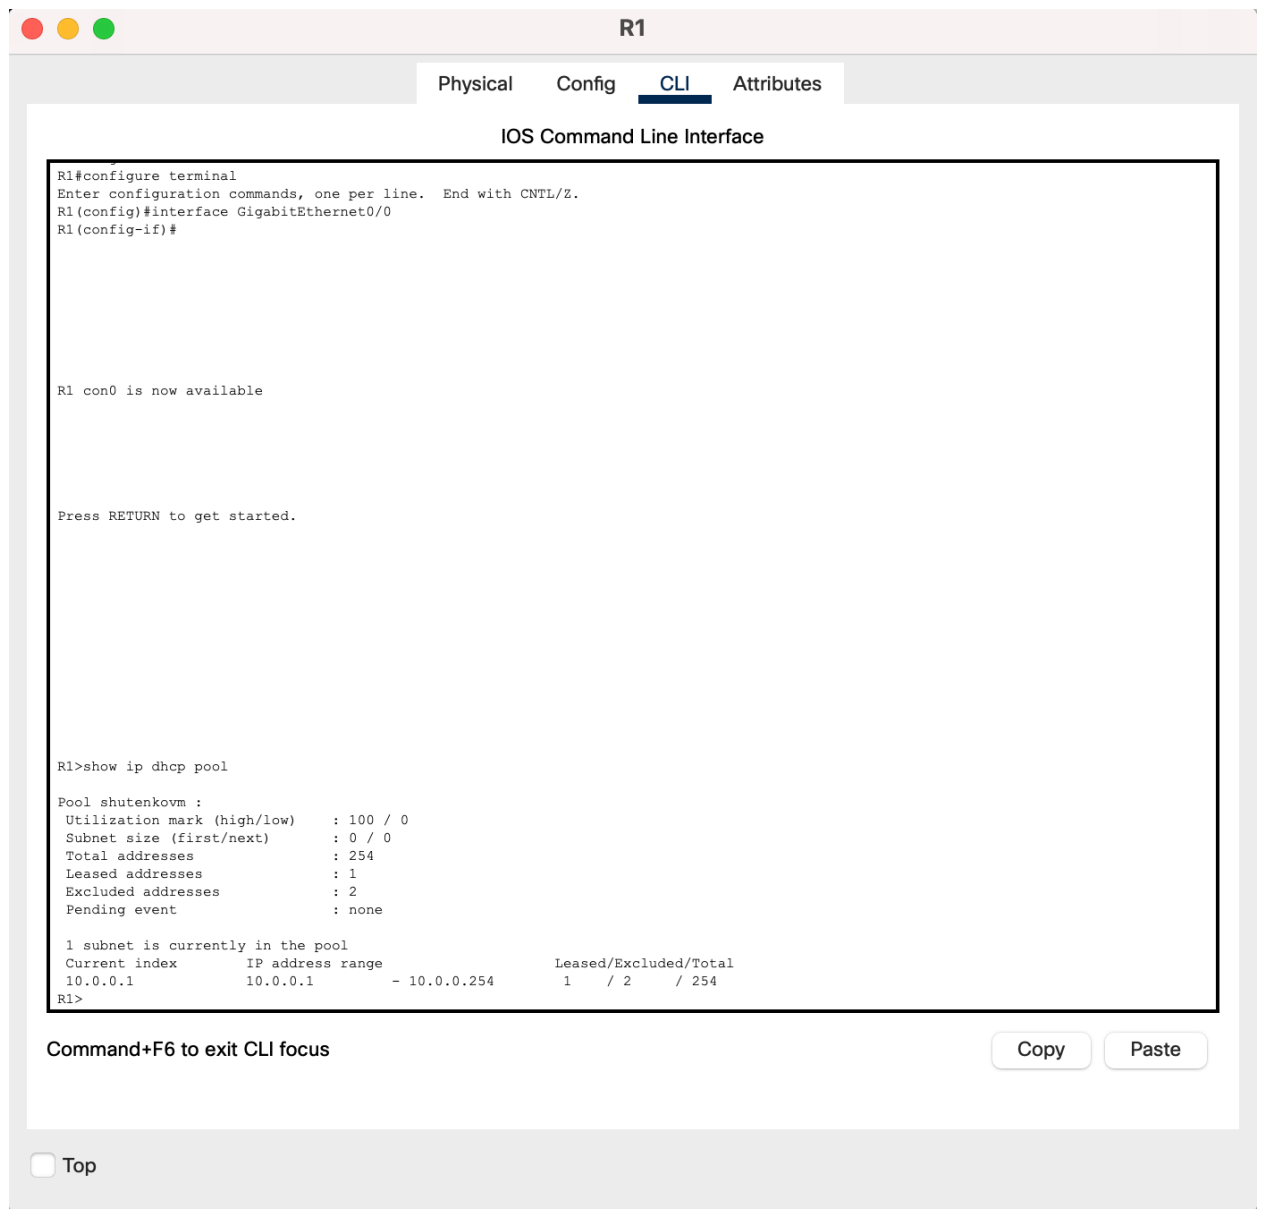 R1
Physical Config CLI Attributes
IOS Command Line Interface
R1#configure terminal
Enter configuration commands, one per line.  End with CNTL/Z.
R1(config)#interface GigabitEthernet0/0
R1(config-if)#
R1 con0 is now available
Press RETURN to get started.
R1>show ip dhcp pool
Pool shutenkovm :
Utilization mark (high/low)    : 100 / 0
Subnet size (first/next)       : 0 / 0
Total addresses                : 254
Leased addresses               : 1
Excluded addresses             : 2
Pending event                  : none
1 subnet is currently in the pool
Current index        IP address range                    Leased/Excluded/Total
10.0.0.1             10.0.0.1         - 10.0.0.254        1    / 2     / 254
R1>
Command+F6 to exit CLI focus
Copy Paste
Top